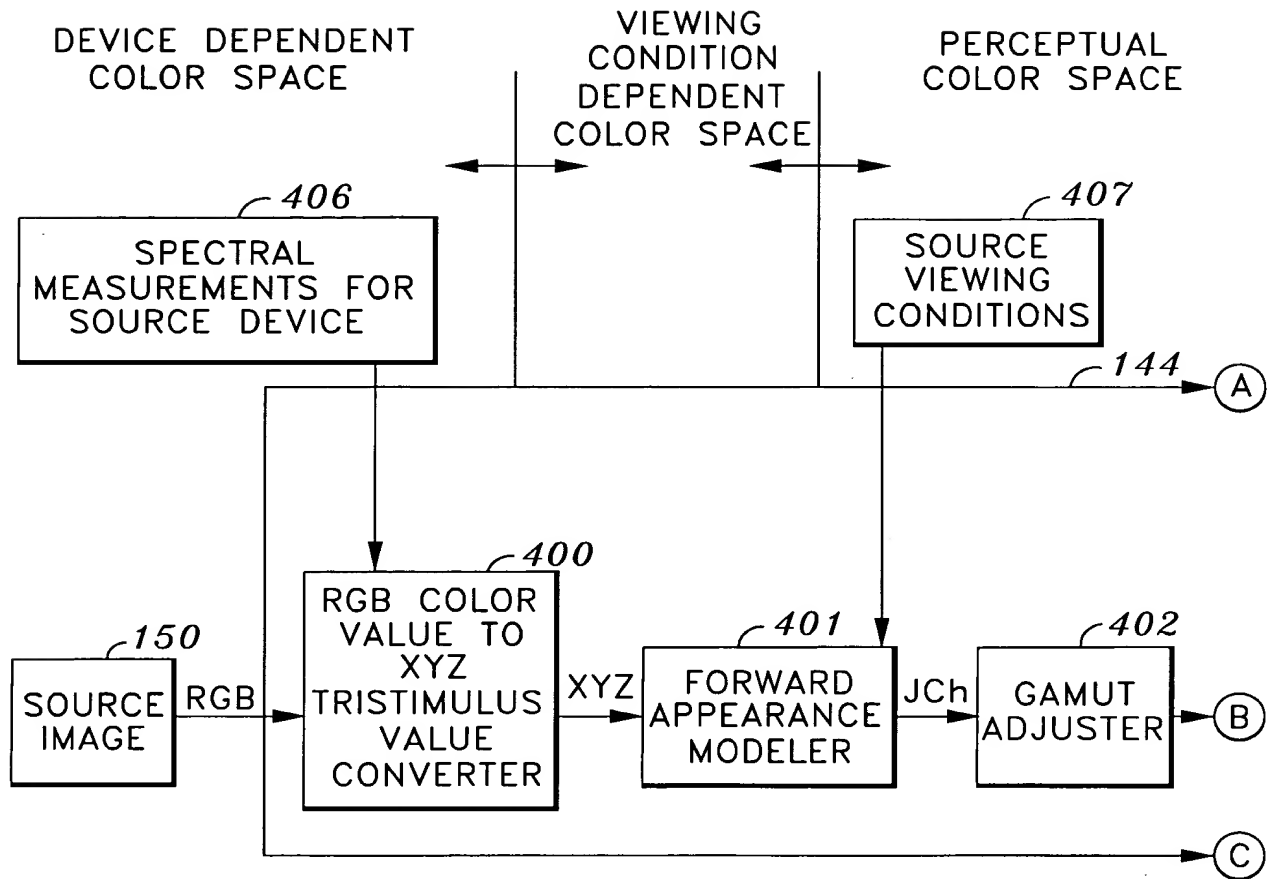 DEVICE DEPENDENT
COLOR SPACE
VIEWING
CONDITION
DEPENDENT
COLOR SPACE
PERCEPTUAL
COLOR SPACE
406
SPECTRAL
MEASUREMENTS FOR
SOURCE DEVICE
407
SOURCE
VIEWING
CONDITIONS
144
A
400
RGB COLOR
VALUE TO
XYZ
TRISTIMULUS
VALUE
CONVERTER
150
SOURCE
IMAGE
RGB
XYZ
401
FORWARD
APPEARANCE
MODELER
JCh
402
GAMUT
ADJUSTER
B
C